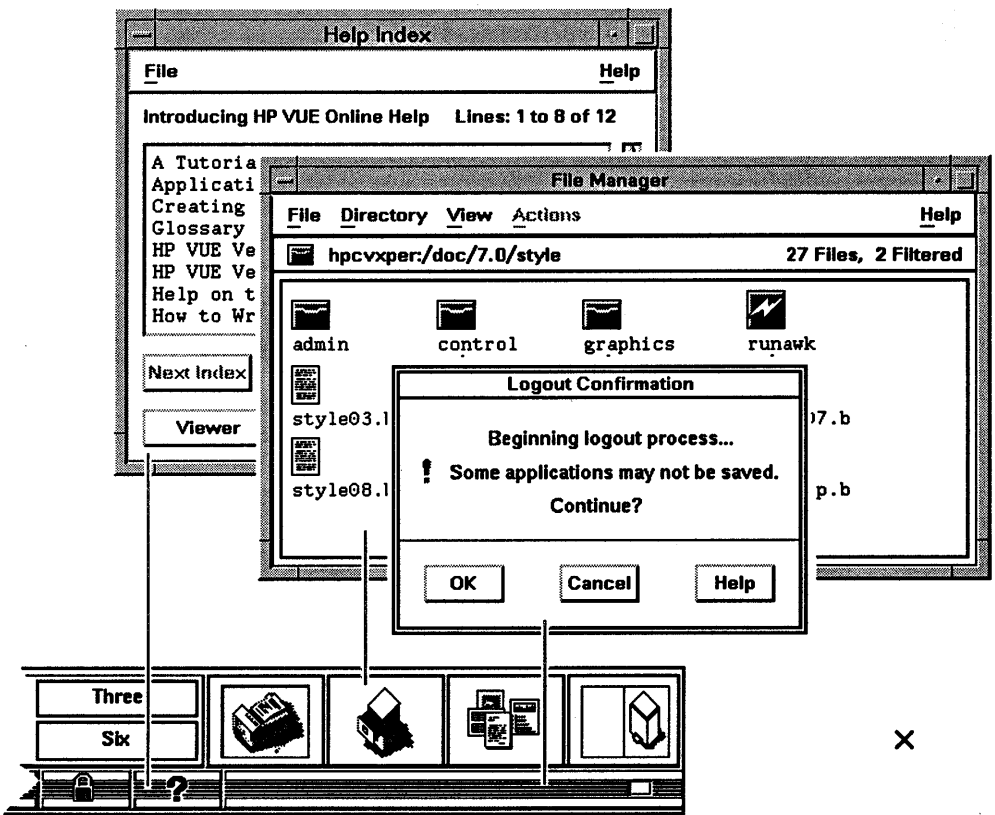 Help Index
File Help
Introducing HP VUE Online Help Lines: 1 to 8 of 12
A Tutoria
Applicati
Creating
Glossary
HP VUE Ve
HP VUE Ve
Help on t
How to Wr
Next Index
Viewer
File Manager
File Directory View Actions Help
hpcvxper:/doc/7.0/style 27 Files, 2 Filtered
admin control graphics runawk
style03.l 07.b
style08.l p.b
Logout Confirmation
Beginning logout process...
! Some applications may not be saved.
Continue?
OK Cancel Help
Three
Six
?